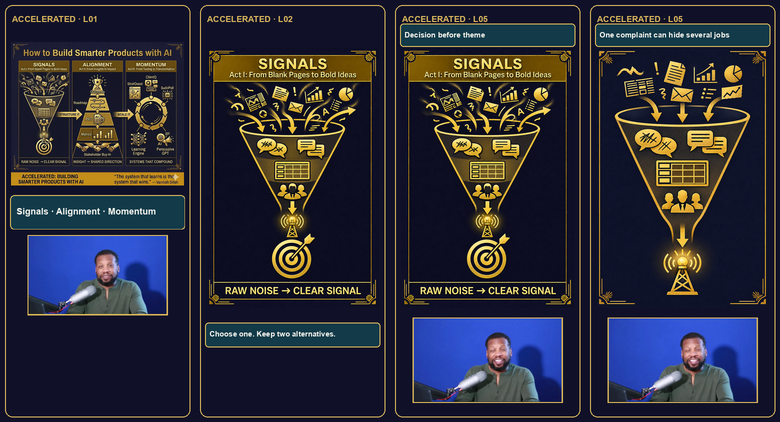 ACCELERATED · L01
How to Build Smarter Products with AI
SIGNALS
ALIGNMENT
RAW NOISE → CLEAR SIGNAL
INSIGHT → SHARED DIRECTION
SYSTEMS THAT COMPOUND
ACCELERATED: BUILDING
SMARTER PRODUCTS WITH AI
Signals · Alignment · Momentum
ACCELERATED · L02
SIGNALS
Act I: From Blank Pages to Bold Ideas
RAW NOISE → CLEAR SIGNAL
Choose one. Keep two alternatives.
ACCELERATED · L05
Decision before theme
SIGNALS
Act I: From Blank Pages to Bold Ideas
RAW NOISE → CLEAR SIGNAL
ACCELERATED · L05
One complaint can hide several jobs